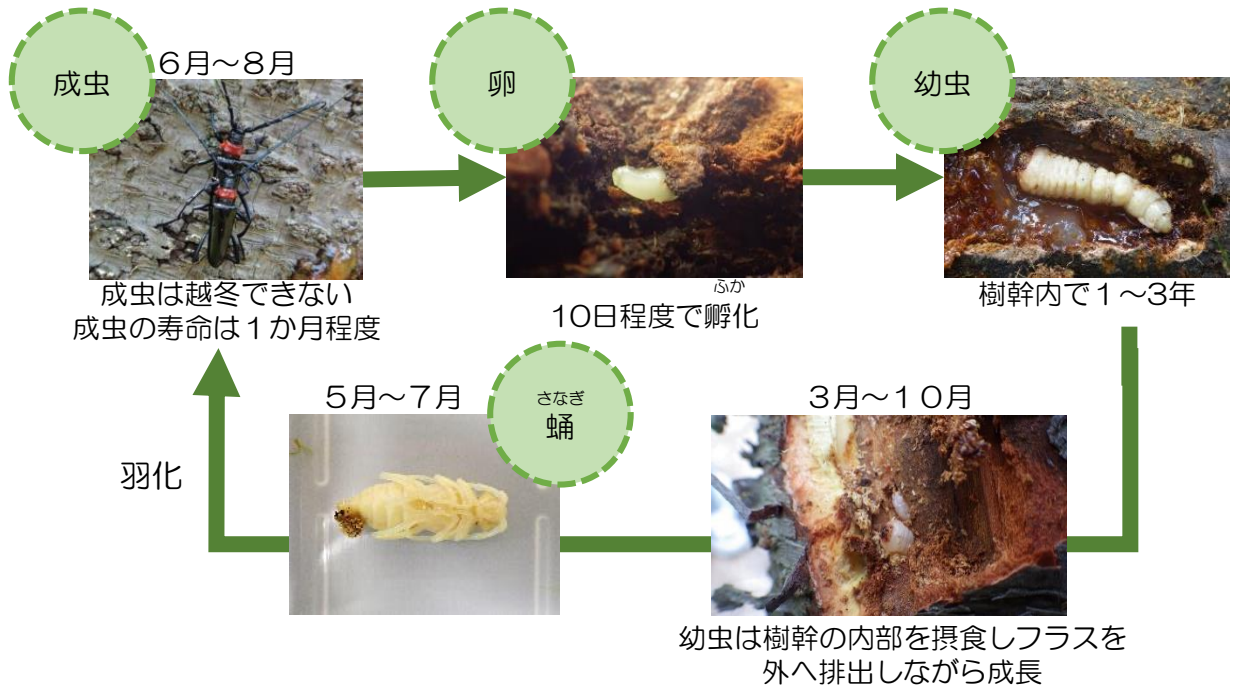 成虫
6月～8月
成虫は越冬できない
成虫の寿命は１か月程度
卵
ふか
10日程度で孵化
幼虫
樹幹内で１～3年
3月～１０月
幼虫は樹幹の内部を摂食しフラスを
外へ排出しながら成長
さなぎ
蛹
５月～７月
羽化